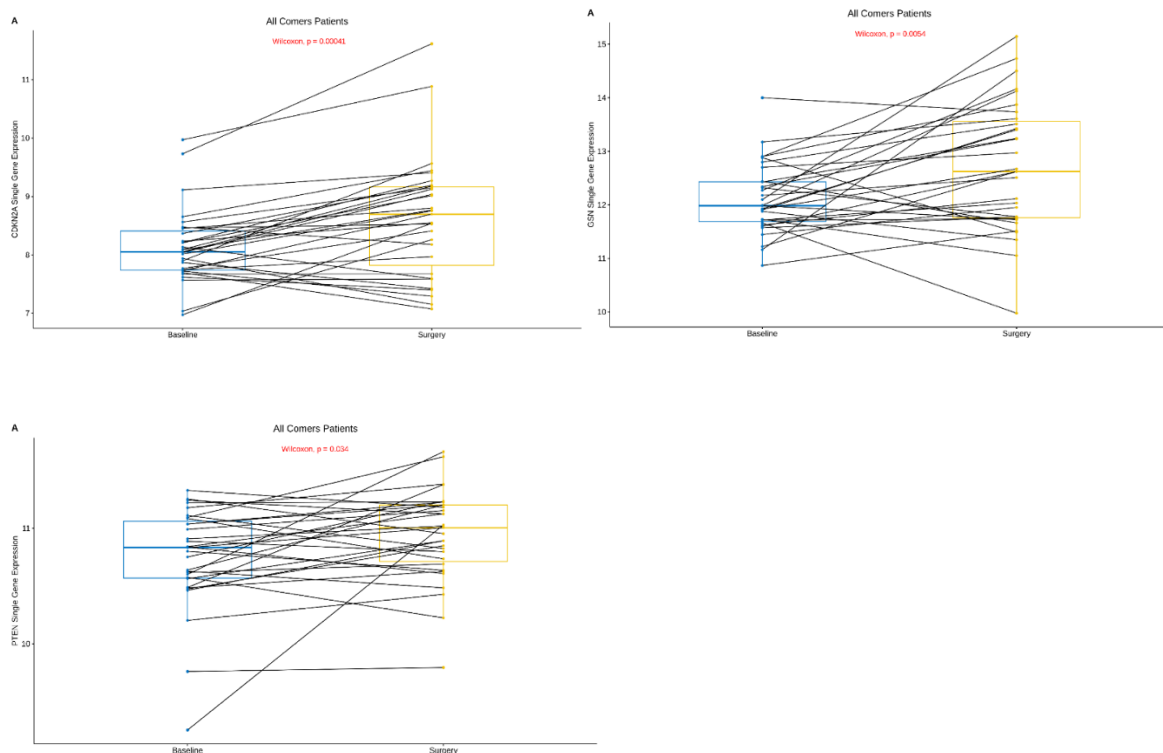 A
All Comers Patients
Wilcoxon, p = 0.00041
CDKN2A Single Gene Expression
11
10
9
8
7
Baseline
Surgery
A
All Comers Patients
Wilcoxon, p = 0.0054
GSN Single Gene Expression
15
14
13
12
11
10
Baseline
Surgery
A
All Comers Patients
Wilcoxon, p = 0.034
PTEN Single Gene Expression
11
10
Baseline
Surgery